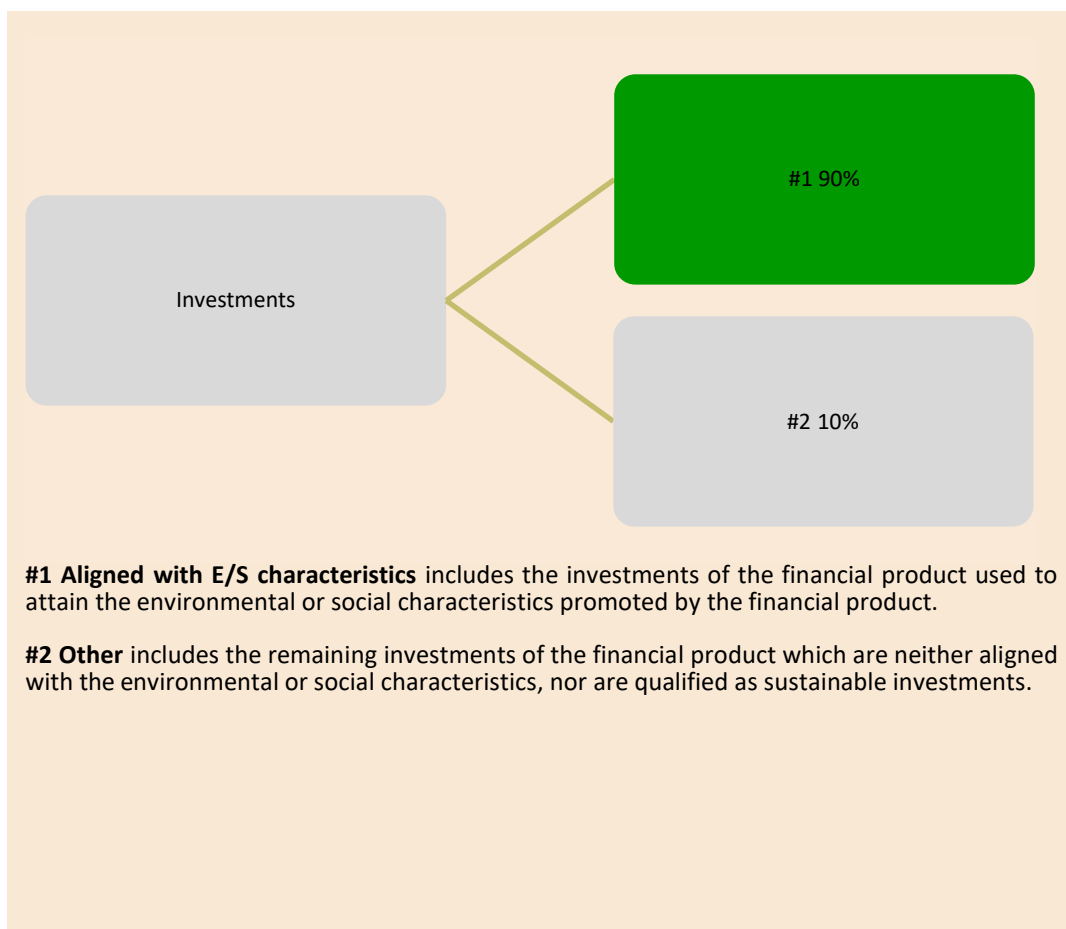 #1 90%
Investments
#2 10%
#1 Aligned with E/S characteristics includes the investments of the financial product used to
attain the environmental or social characteristics promoted by the financial product.
#2 Other includes the remaining investments of the financial product which are neither aligned
with the environmental or social characteristics, nor are qualified as sustainable investments.